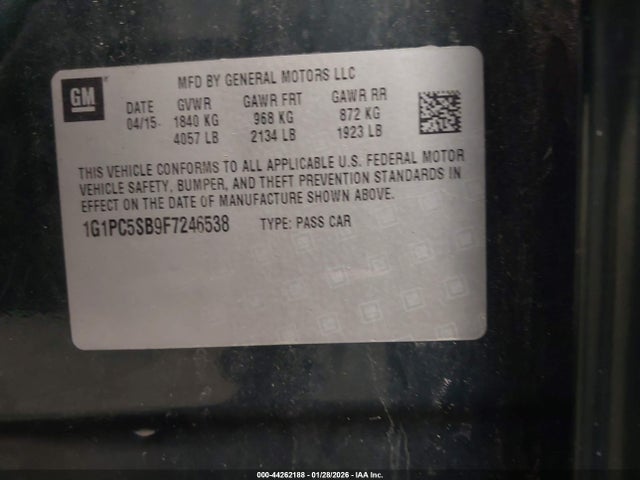 GM
MFD BY GENERAL MOTORS LLC
DATE GVWR GAWR FRT GAWR RR
04/15 1840 KG 968 KG 872 KG
4057 LB 2134 LB 1923 LB
THIS VEHICLE CONFORMS TO ALL APPLICABLE U.S. FEDERAL MOTOR
VEHICLE SAFETY, BUMPER, AND THEFT PREVENTION STANDARDS IN
EFFECT ON THE DATE OF MANUFACTURE SHOWN ABOVE.
1G1PC5SB9F7246538 TYPE: PASS CAR
000-44262188 - 01/28/2026 - IAA Inc.